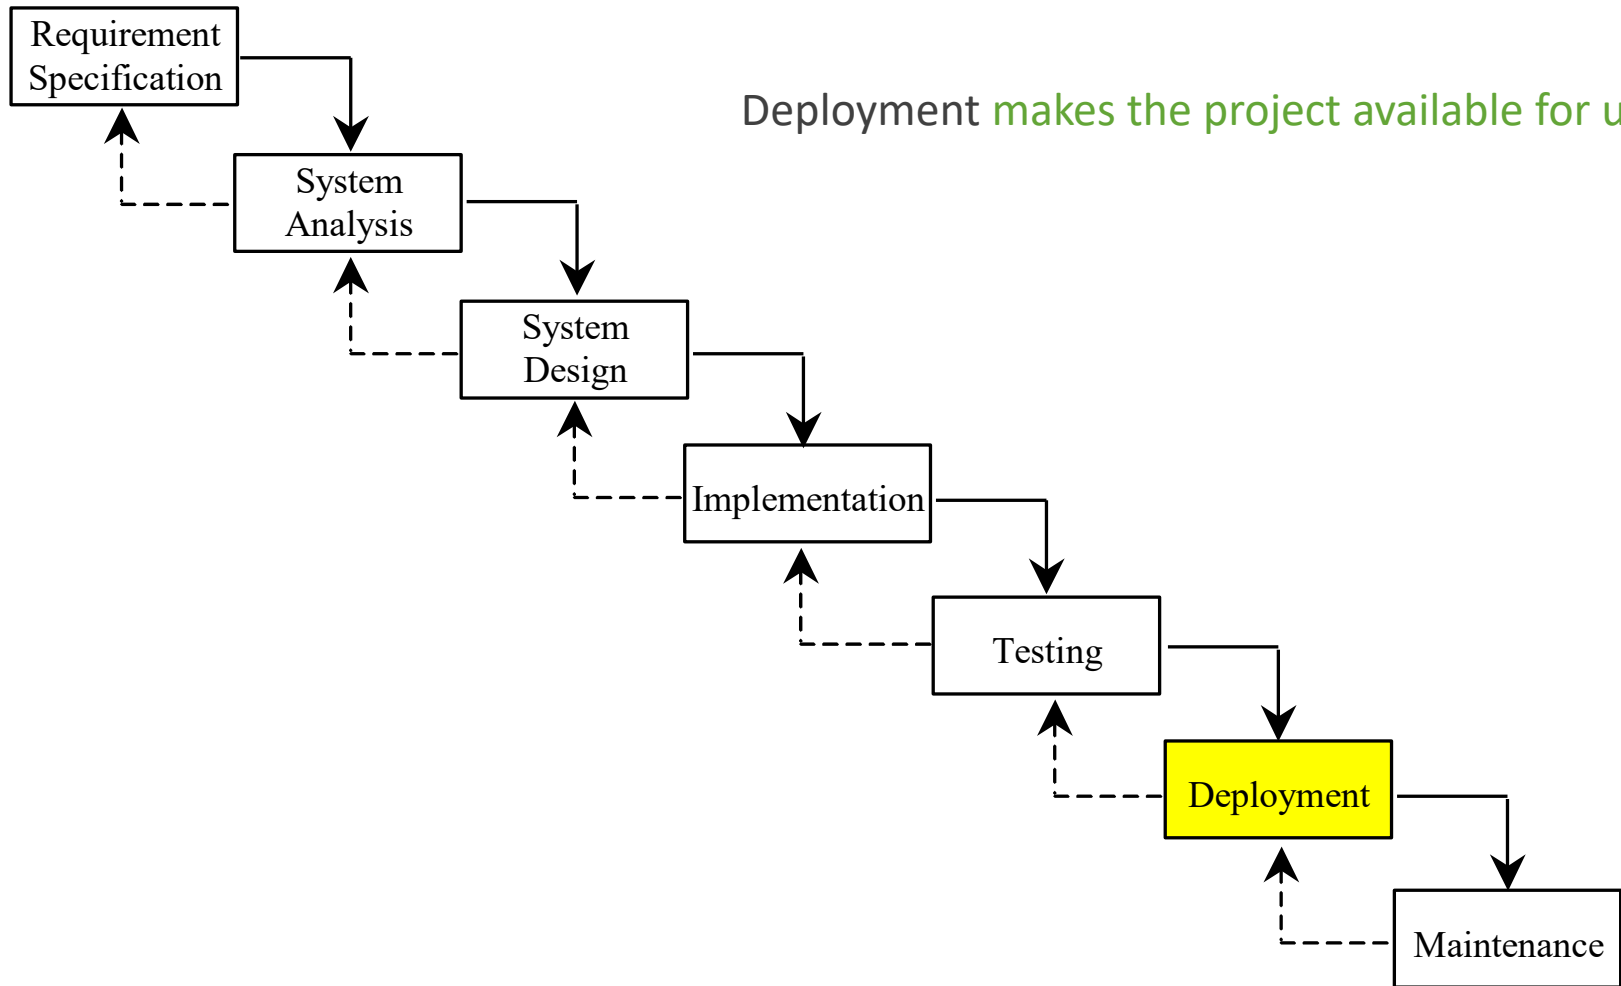 Requirement
Specification
Deployment makes the project available for
System
Analysis
System
Design
Implementation
Testing
Deployment
Maintenance